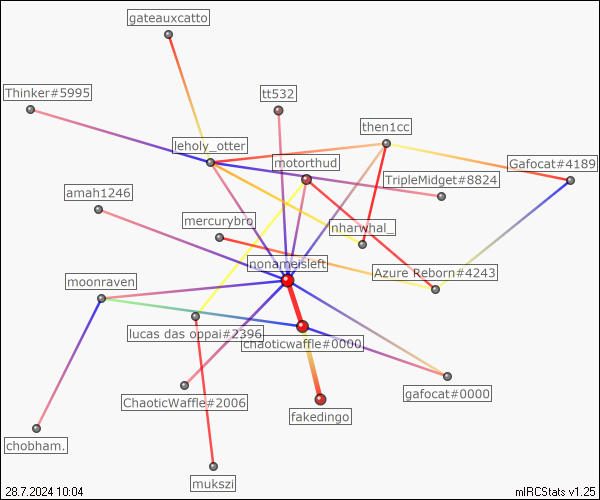 gateauxcatto
Thinker#5995
tt532
then1cc
leholy_otter
motorthud
Gafocat#4189
TripleMidget#8824
amah1246
mercurybro
nharwhal_
nonameisleft
Azure Reborn#4243
moonraven
lucas das oppai#2396
chaoticwaffle#0000
ChaoticWaffle#2006
gafocat#0000
fakedingo
chobham.
mukszi
28.7.2024 10:04
mIRCStats v1.25